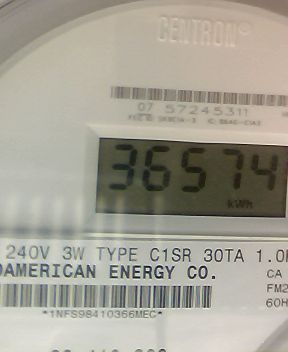 CENTRON®
07 57245311
36574
kWh
240V 3W TYPE C1SR 30TA 1.0
AMERICAN ENERGY CO.
CA
FM2
60H
*1NFS98410366MEC*